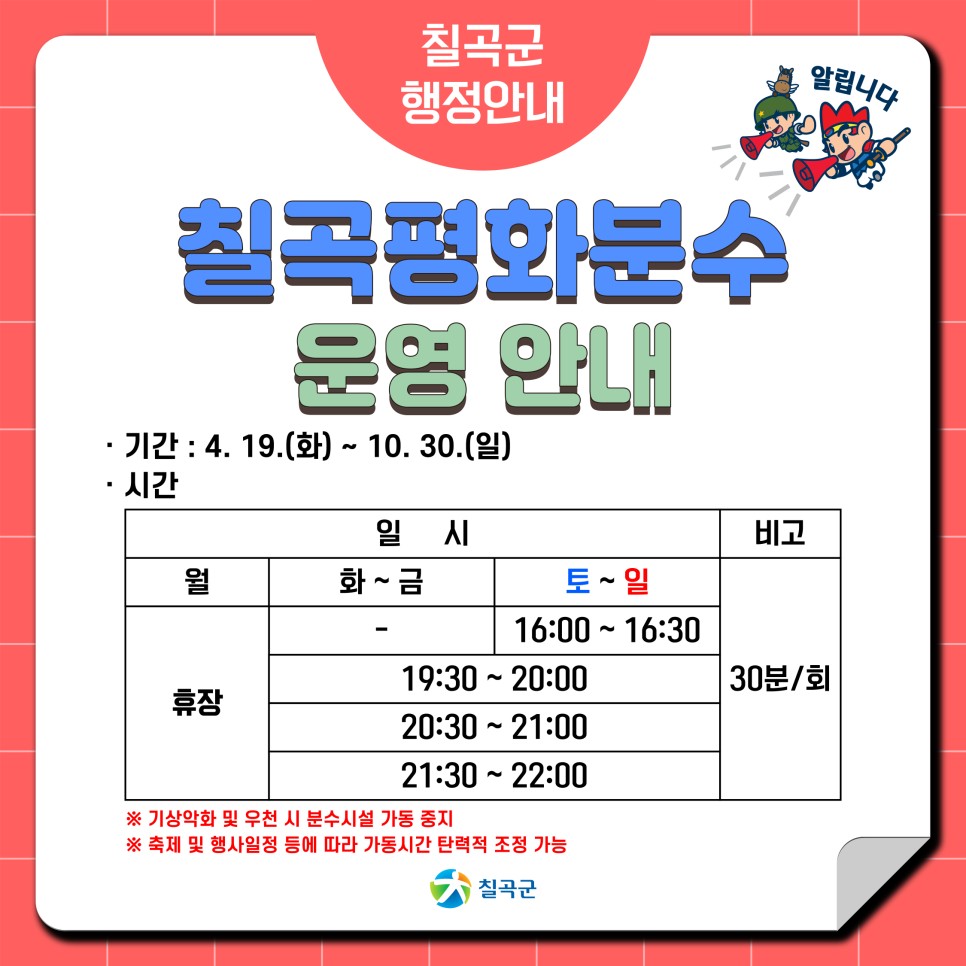 칠곡군
행정안내
알립니다
칠곡평화분수
운영 안내
· 기간 : 4. 19.(화) ~ 10. 30.(일)
· 시간
일 시 비고
월 화 ~ 금 토 ~ 일
휴장 - 16:00 ~ 16:30 30분/회
19:30 ~ 20:00
20:30 ~ 21:00
21:30 ~ 22:00
※ 기상악화 및 우천 시 분수시설 가동 중지
※ 축제 및 행사일정 등에 따라 가동시간 탄력적 조정 가능
칠곡군